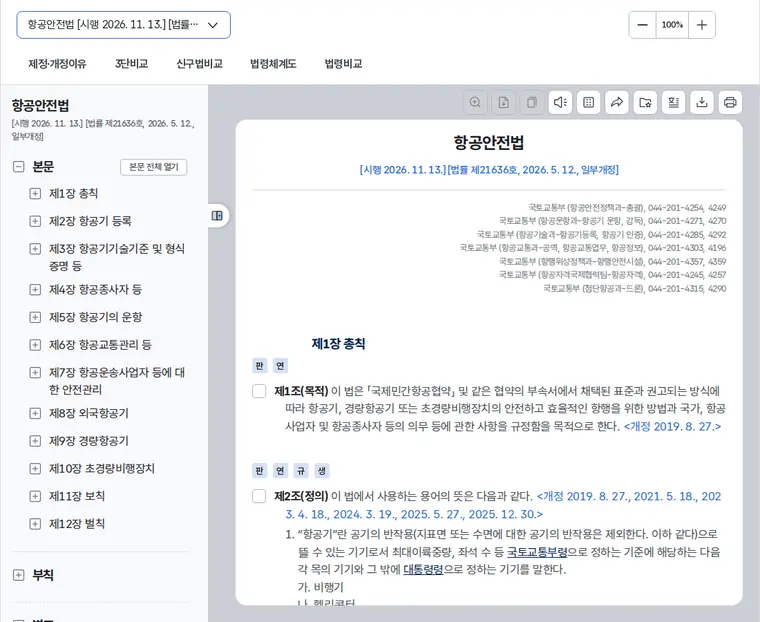 항공안전법 [시행 2026. 11. 13.] [법률…
100%
제정·개정이유 3단비교 신구법비교 법령체계도 법령비교
항공안전법
[시행 2026. 11. 13.] [법률 제21636호, 2026. 5. 12.,
일부개정]
본문 본문 전체 열기
제1장 총칙
제2장 항공기 등록
제3장 항공기기술기준 및 형식
증명 등
제4장 항공종사자 등
제5장 항공기의 운항
제6장 항공교통관리 등
제7장 항공운송사업자 등에 대
한 안전관리
제8장 외국항공기
제9장 경량항공기
제10장 초경량비행장치
제11장 보칙
제12장 벌칙
부칙
항공안전법
[시행 2026. 11. 13.] [법률 제21636호, 2026. 5. 12., 일부개정]
국토교통부 (항공안전정책과-총괄), 044-201-4254, 4249
국토교통부 (항공운항과-항공기 운항, 감독), 044-201-4271, 4270
국토교통부 (항공기술과-항공기등록, 항공기 인증), 044-201-4285, 4292
국토교통부 (항공교통과-공역, 항공교통업무, 항공정보), 044-201-4303, 4196
국토교통부 (항행위성정책과-항행안전시설), 044-201-4357, 4359
국토교통부 (항공자격국제협력팀-항공자격), 044-201-4245, 4257
국토교통부 (첨단항공과-드론), 044-201-4315, 4290
제1장 총칙
판 연
제1조(목적) 이 법은 「국제민간항공협약」 및 같은 협약의 부속서에서 채택된 표준과 권고되는 방식에
따라 항공기, 경량항공기 또는 초경량비행장치의 안전하고 효율적인 항행을 위한 방법과 국가, 항공
사업자 및 항공종사자 등의 의무 등에 관한 사항을 규정함을 목적으로 한다. <개정 2019. 8. 27.>
판 연 규 생
제2조(정의) 이 법에서 사용하는 용어의 뜻은 다음과 같다. <개정 2019. 8. 27., 2021. 5. 18., 202
3. 4. 18., 2024. 3. 19., 2025. 5. 27., 2025. 12. 30.>
1. “항공기”란 공기의 반작용(지표면 또는 수면에 대한 공기의 반작용은 제외한다. 이하 같다)으로
뜰 수 있는 기기로서 최대이륙중량, 좌석 수 등 국토교통부령으로 정하는 기준에 해당하는 다음
각 목의 기기와 그 밖에 대통령령으로 정하는 기기를 말한다.
가. 비행기
나. 헬리콥터